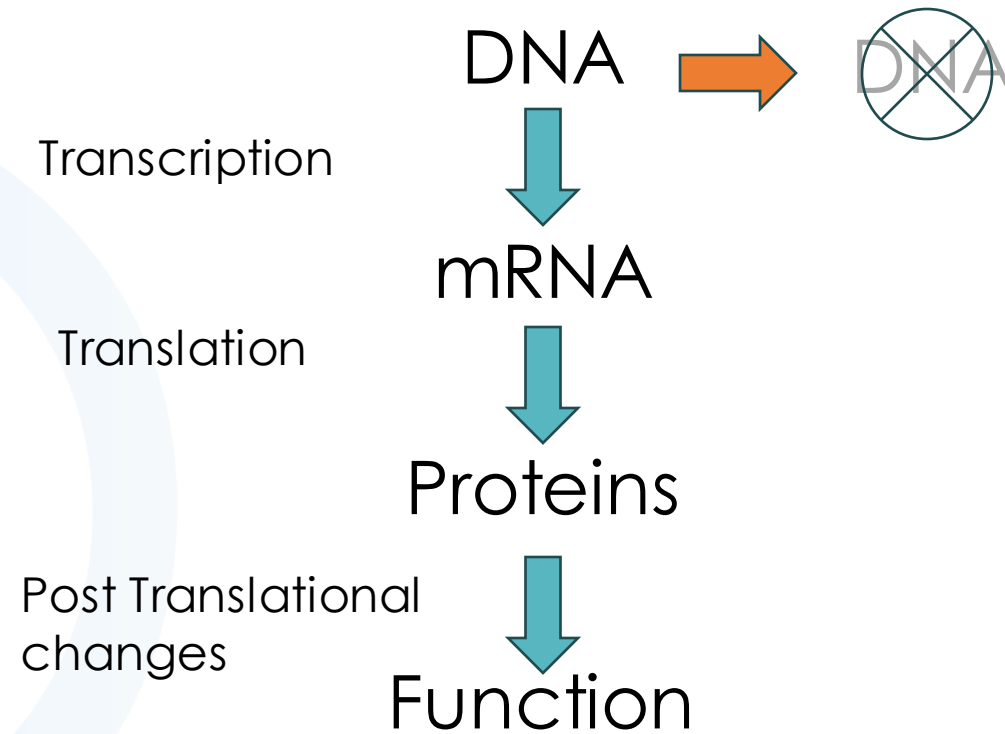 DNA DNA
Transcription
mRNA
Translation
Proteins
Post Translational
changes
Function